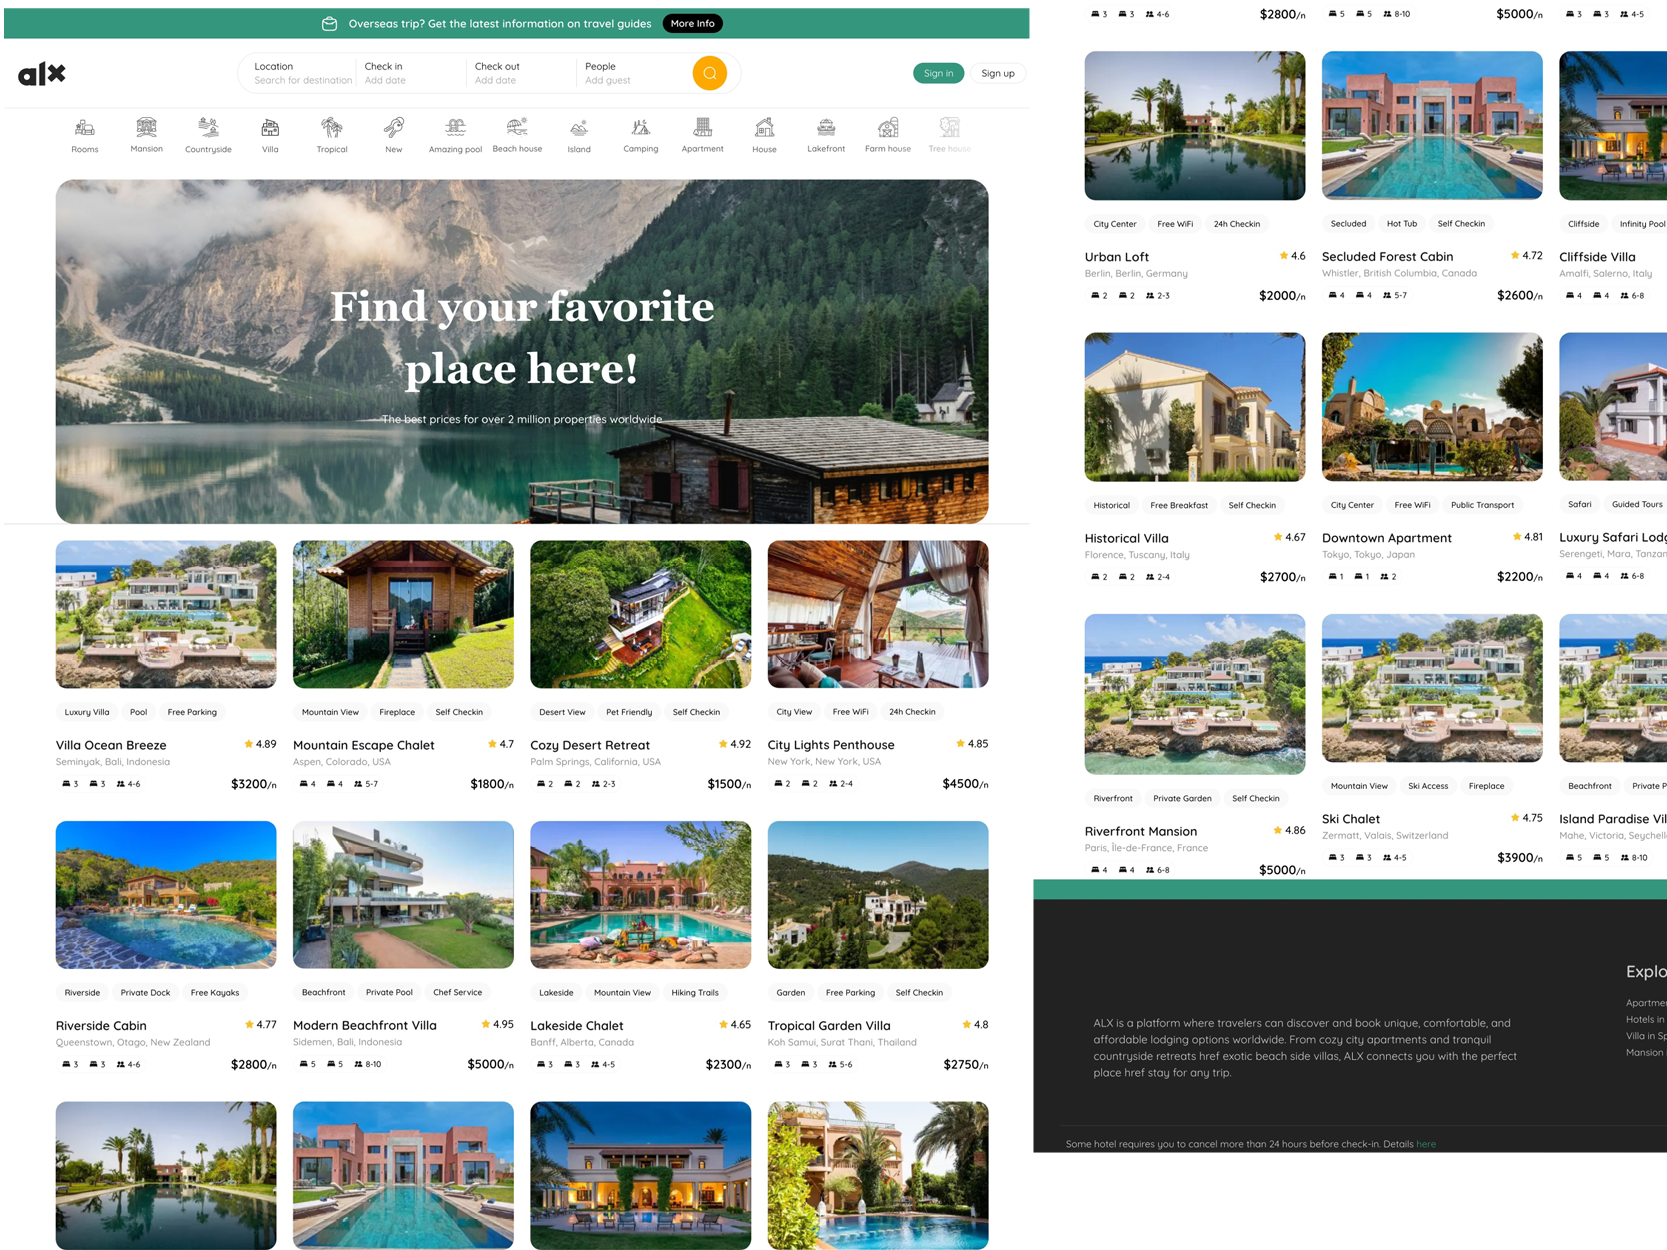 Overseas trip? Get the latest information on travel guides More Info
alx
Location Check in Check out People
Search for destination Add date Add date Add guest
Sign in Sign up
Rooms Mansion Countryside Villa Tropical New Amazing pool Beach house Island Camping Apartment House Lakefront Farm house Tree house
Find your favorite
place here!
The best prices for over 2 million properties worldwide
Luxury Villa Pool Free Parking
Villa Ocean Breeze 4.89
Seminyak, Bali, Indonesia
3 3 4-6 $3200/n
Mountain View Fireplace Self Checkin
Mountain Escape Chalet 4.7
Aspen, Colorado, USA
4 4 5-7 $1800/n
Desert View Pet Friendly Self Checkin
Cozy Desert Retreat 4.92
Palm Springs, California, USA
2 2 2-3 $1500/n
City View Free WiFi 24h Checkin
City Lights Penthouse 4.85
New York, New York, USA
2 2 2-4 $4500/n
Riverside Private Dock Free Kayaks
Riverside Cabin 4.77
Queenstown, Otago, New Zealand
3 3 4-6 $2800/n
Beachfront Private Pool Chef Service
Modern Beachfront Villa 4.95
Sidemen, Bali, Indonesia
5 5 8-10 $5000/n
Lakeside Mountain View Hiking Trails
Lakeside Chalet 4.65
Banff, Alberta, Canada
3 3 4-5 $2300/n
Garden Free Parking Self Checkin
Tropical Garden Villa 4.8
Koh Samui, Surat Thani, Thailand
3 3 5-6 $2750/n
3 3 4-6 $2800/n
5 5 8-10 $5000/n
3 3 4-5
City Center Free WiFi 24h Checkin
Urban Loft 4.6
Berlin, Berlin, Germany
2 2 2-3 $2000/n
Secluded Hot Tub Self Checkin
Secluded Forest Cabin 4.72
Whistler, British Columbia, Canada
4 4 5-7 $2600/n
Cliffside Infinity Pool
Cliffside Villa
Amalfi, Salerno, Italy
4 4 6-8
Historical Free Breakfast Self Checkin
Historical Villa 4.67
Florence, Tuscany, Italy
2 2 2-4 $2700/n
City Center Free WiFi Public Transport
Downtown Apartment 4.81
Tokyo, Tokyo, Japan
1 1 2 $2200/n
Safari Guided Tours
Luxury Safari Lodg
Serengeti, Mara, Tanzan
4 4 6-8
Riverfront Private Garden Self Checkin
Riverfront Mansion 4.86
Paris, Île-de-France, France
4 4 6-8 $5000/n
Mountain View Ski Access Fireplace
Ski Chalet 4.75
Zermatt, Valais, Switzerland
3 3 4-5 $3900/n
Beachfront Private P
Island Paradise Vil
Mahe, Victoria, Seychell
5 5 8-10
ALX is a platform where travelers can discover and book unique, comfortable, and
affordable lodging options worldwide. From cozy city apartments and tranquil
countryside retreats href exotic beach side villas, ALX connects you with the perfect
place href stay for any trip.
Explo
Apartme
Hotels in
Villa in Sp
Mansion
Some hotel requires you to cancel more than 24 hours before check-in. Details here